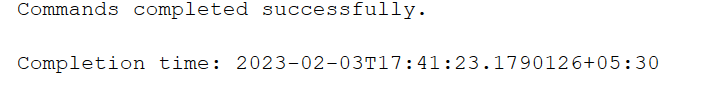 Commands completed successfully.
Completion time: 2023-02-03T17:41:23.1790126+05:30